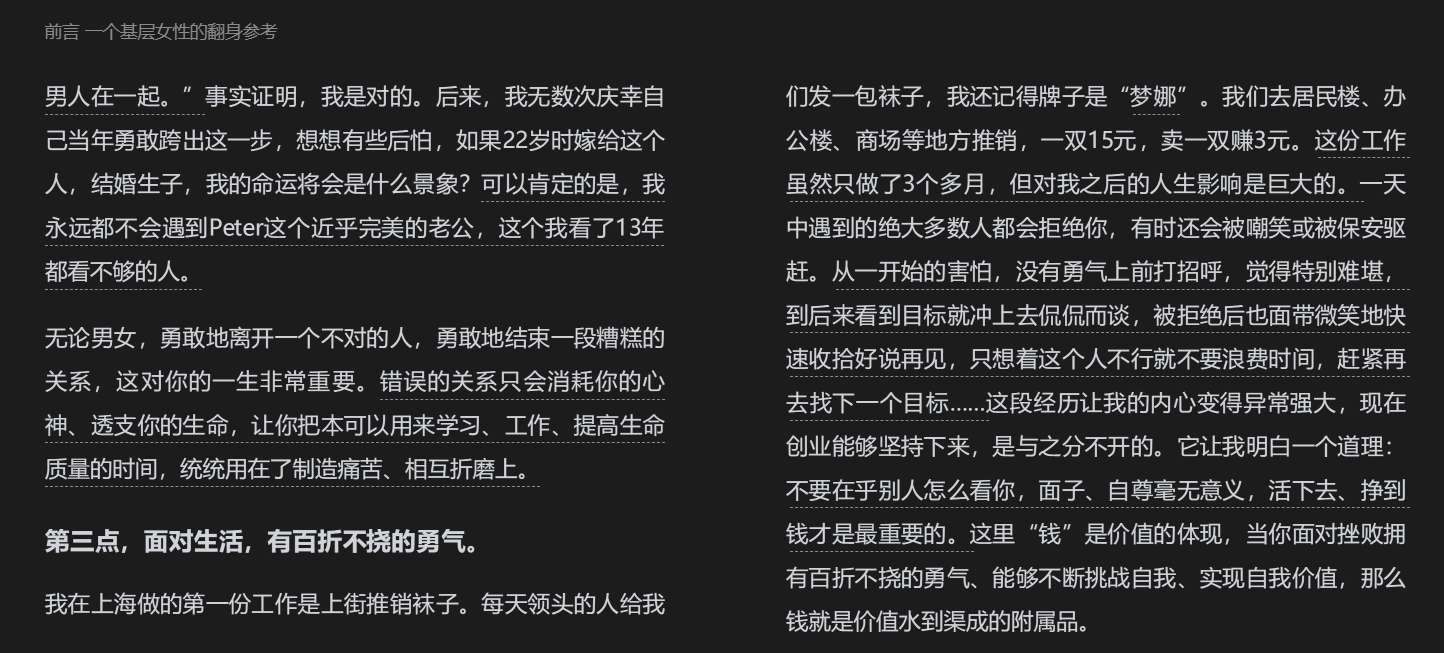 前言 一个基层女性的翻身参考
男人在一起。”事实证明，我是对的。后来，我无数次庆幸自
己当年勇敢跨出这一步，想想有些后怕，如果22岁时嫁给这个
人，结婚生子，我的命运将会是什么景象？可以肯定的是，我
永远都不会遇到Peter这个近乎完美的老公，这个我看了13年
都看不够的人。
无论男女，勇敢地离开一个不对的人，勇敢地结束一段糟糕的
关系，这对你的一生非常重要。错误的关系只会消耗你的心
神、透支你的生命，让你把本可以用来学习、工作、提高生命
质量的时间，统统用在了制造痛苦、相互折磨上。
第三点，面对生活，有百折不挠的勇气。
我在上海做的第一份工作是上街推销袜子。每天领头的人给我
们发一包袜子，我还记得牌子是“梦娜”。我们去居民楼、办
公楼、商场等地方推销，一双15元，卖一双赚3元。这份工作
虽然只做了3个多月，但对我之后的人生影响是巨大的。一天
中遇到的绝大多数人都会拒绝你，有时还会被嘲笑或被保安驱
赶。从一开始的害怕，没有勇气上前打招呼，觉得特别难堪，
到后来看到目标就冲上去侃侃而谈，被拒绝后也面带微笑地快
速收拾好说再见，只想着这个人不行就不要浪费时间，赶紧再
去找下一个目标……这段经历让我的内心变得异常强大，现在
创业能够坚持下来，是与之分不开的。它让我明白一个道理：
不要在乎别人怎么看你，面子、自尊毫无意义，活下去、挣到
钱才是最重要的。这里“钱”是价值的体现，当你面对挫败拥
有百折不挠的勇气、能够不断挑战自我、实现自我价值，那么
钱就是价值水到渠成的附属品。